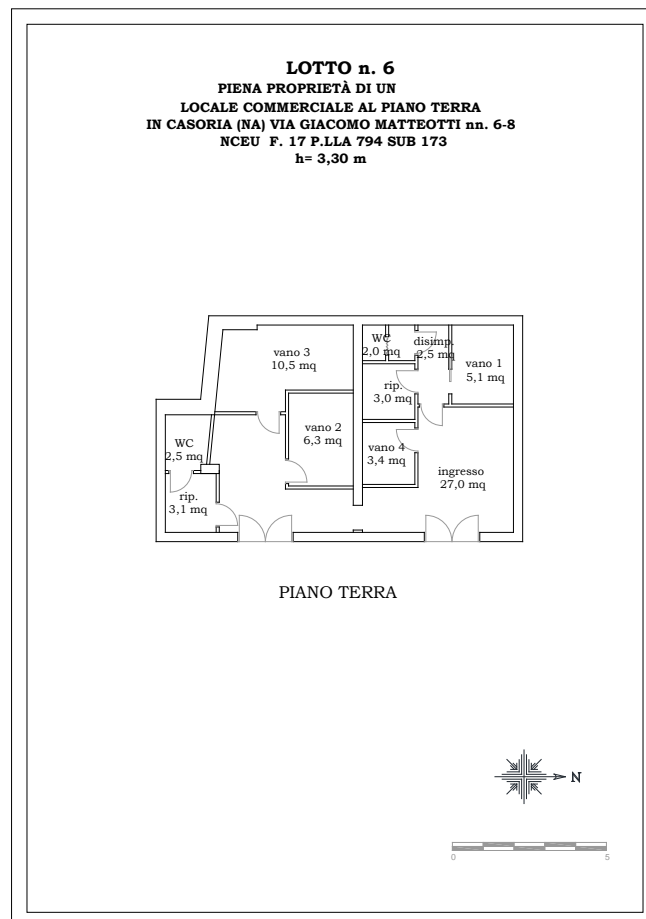 LOTTO n. 6
PIENA PROPRIETÀ DI UN
LOCALE COMMERCIALE AL PIANO TERRA
IN CASORIA (NA) VIA GIACOMO MATTEOTTI nn. 6-8
NCEU F. 17 P.LLA 794 SUB 173
h= 3,30 m
WC
2,0 mq
disimp.
2,5 mq
vano 3
10,5 mq
vano 1
5,1 mq
rip.
3,0 mq
vano 2
6,3 mq
WC
2,5 mq
vano 4
3,4 mq
ingresso
27,0 mq
rip.
3,1 mq
PIANO TERRA
N
0 5